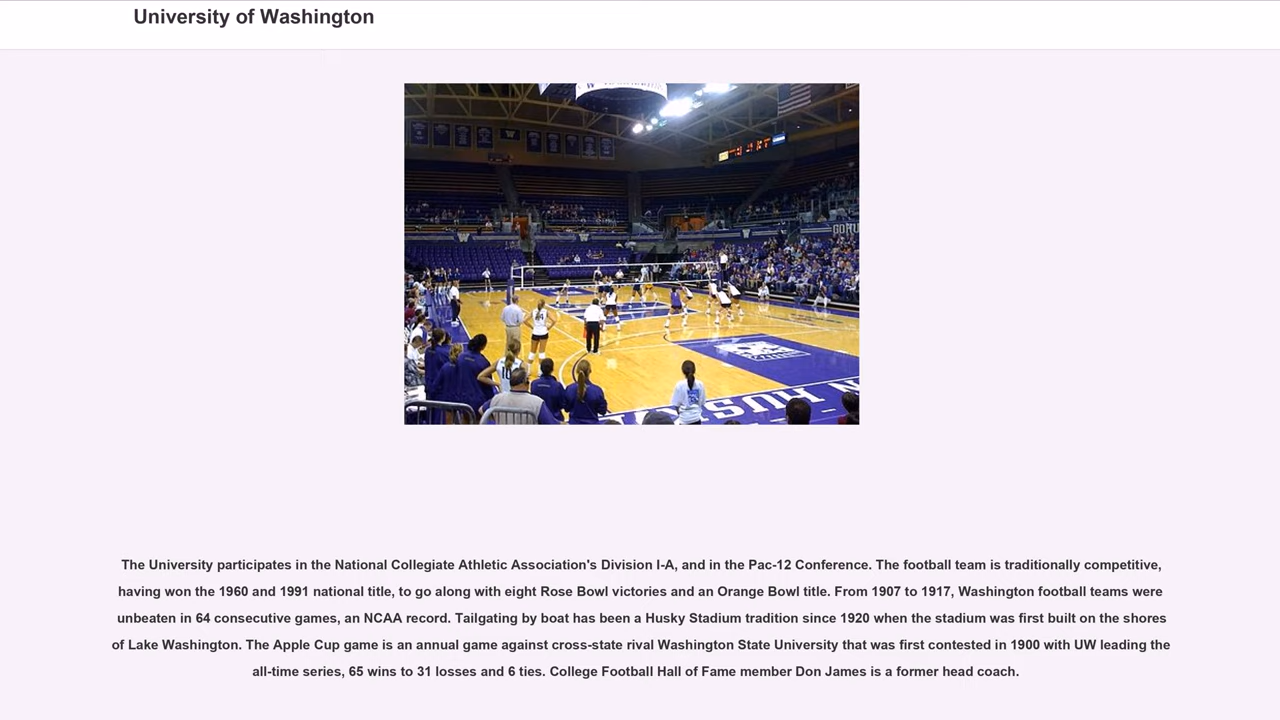 University of Washington
The University participates in the National Collegiate Athletic Association's Division I-A, and in the Pac-12 Conference. The football team is traditionally competitive,
having won the 1960 and 1991 national title, to go along with eight Rose Bowl victories and an Orange Bowl title. From 1907 to 1917, Washington football teams were
unbeaten in 64 consecutive games, an NCAA record. Tailgating by boat has been a Husky Stadium tradition since 1920 when the stadium was first built on the shores
of Lake Washington. The Apple Cup game is an annual game against cross-state rival Washington State University that was first contested in 1900 with UW leading the
all-time series, 65 wins to 31 losses and 6 ties. College Football Hall of Fame member Don James is a former head coach.